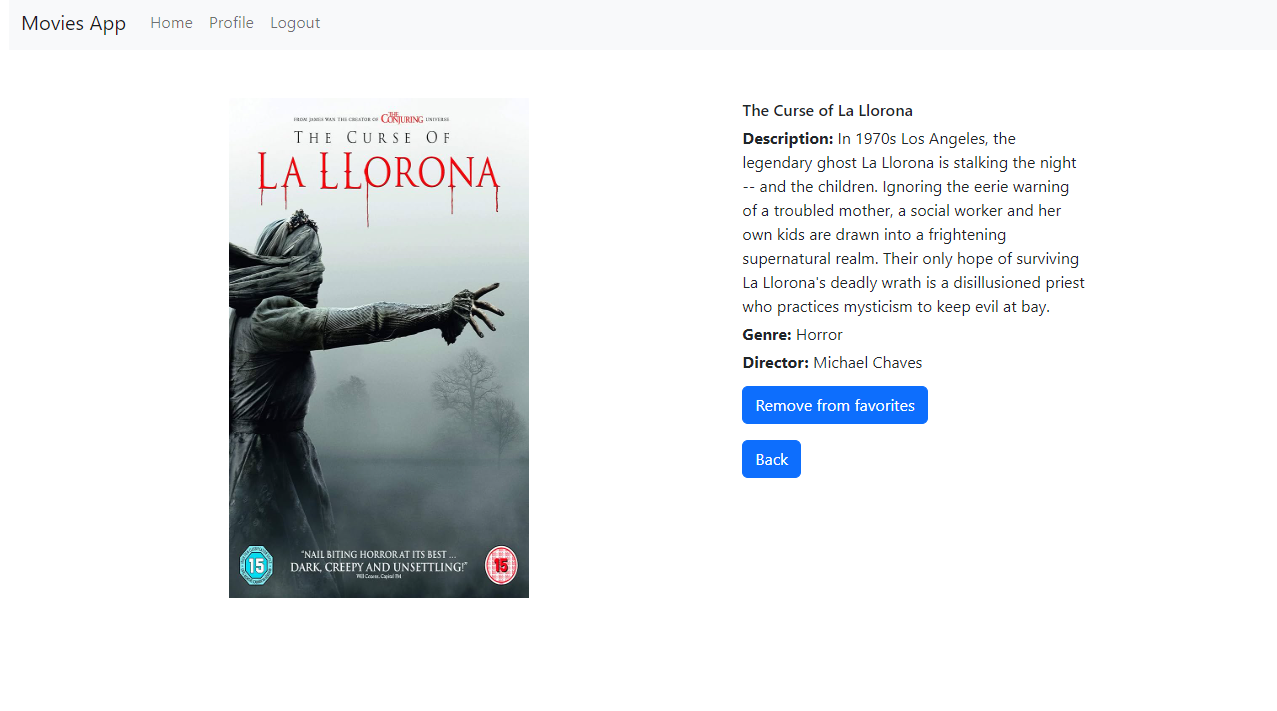 Movies App Home Profile Logout
FROM JAMES WAN THE CREATOR OF THE CONJURING UNIVERSE
THE CURSE OF
LA LLORONA
"NAIL BITING HORROR AT ITS BEST ...
DARK, CREEPY AND UNSETTLING!"
15
15
The Curse of La Llorona
Description: In 1970s Los Angeles, the
legendary ghost La Llorona is stalking the night
-- and the children. Ignoring the eerie warning
of a troubled mother, a social worker and her
own kids are drawn into a frightening
supernatural realm. Their only hope of surviving
La Llorona's deadly wrath is a disillusioned priest
who practices mysticism to keep evil at bay.
Genre: Horror
Director: Michael Chaves
Remove from favorites
Back